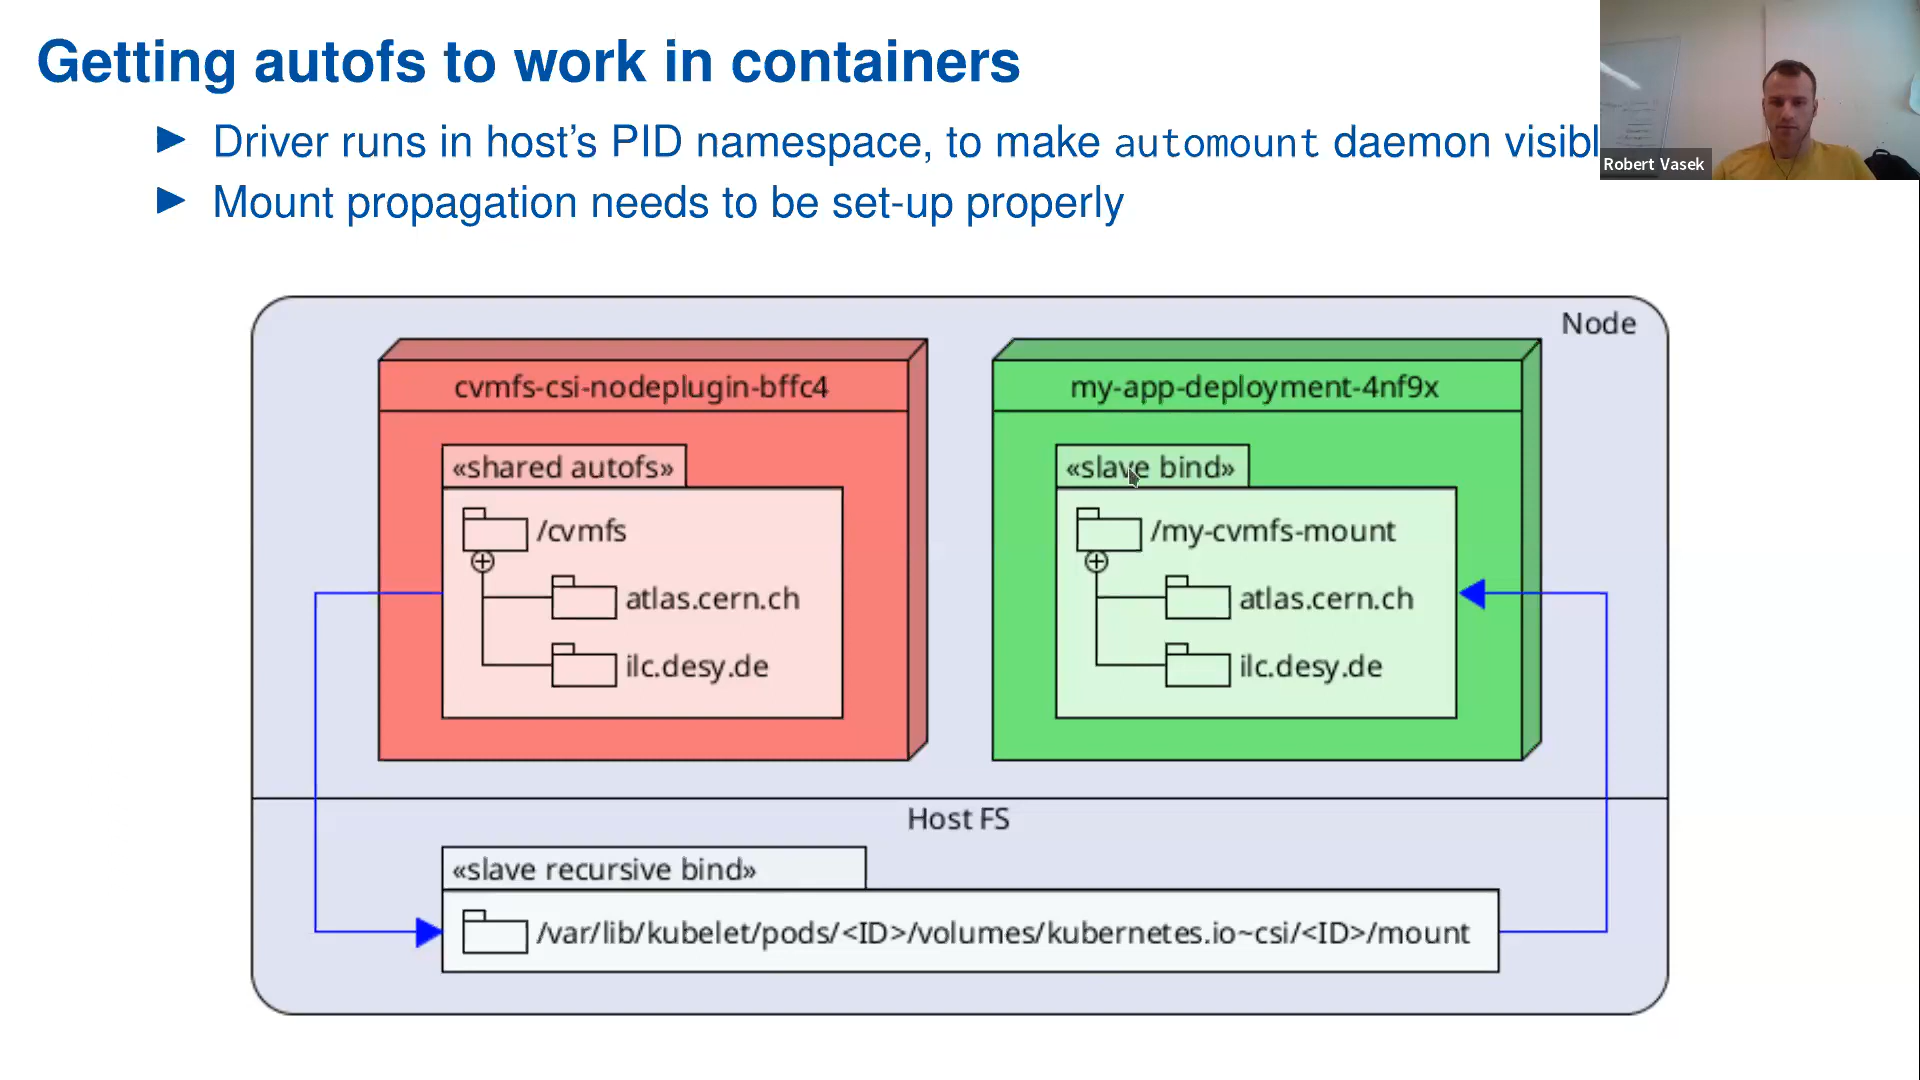 Getting autofs to work in containers
Driver runs in host's PID namespace, to make automount daemon visibl
Robert Vasek
Mount propagation needs to be set-up properly
Node
cvmfs-csi-nodeplugin-bffc4
«shared autofs»
/cvmfs
atlas.cern.ch
ilc.desy.de
my-app-deployment-4nf9x
«slave bind»
/my-cvmfs-mount
atlas.cern.ch
ilc.desy.de
Host FS
«slave recursive bind»
/var/lib/kubelet/pods/<ID>/volumes/kubernetes.io~csi/<ID>/mount